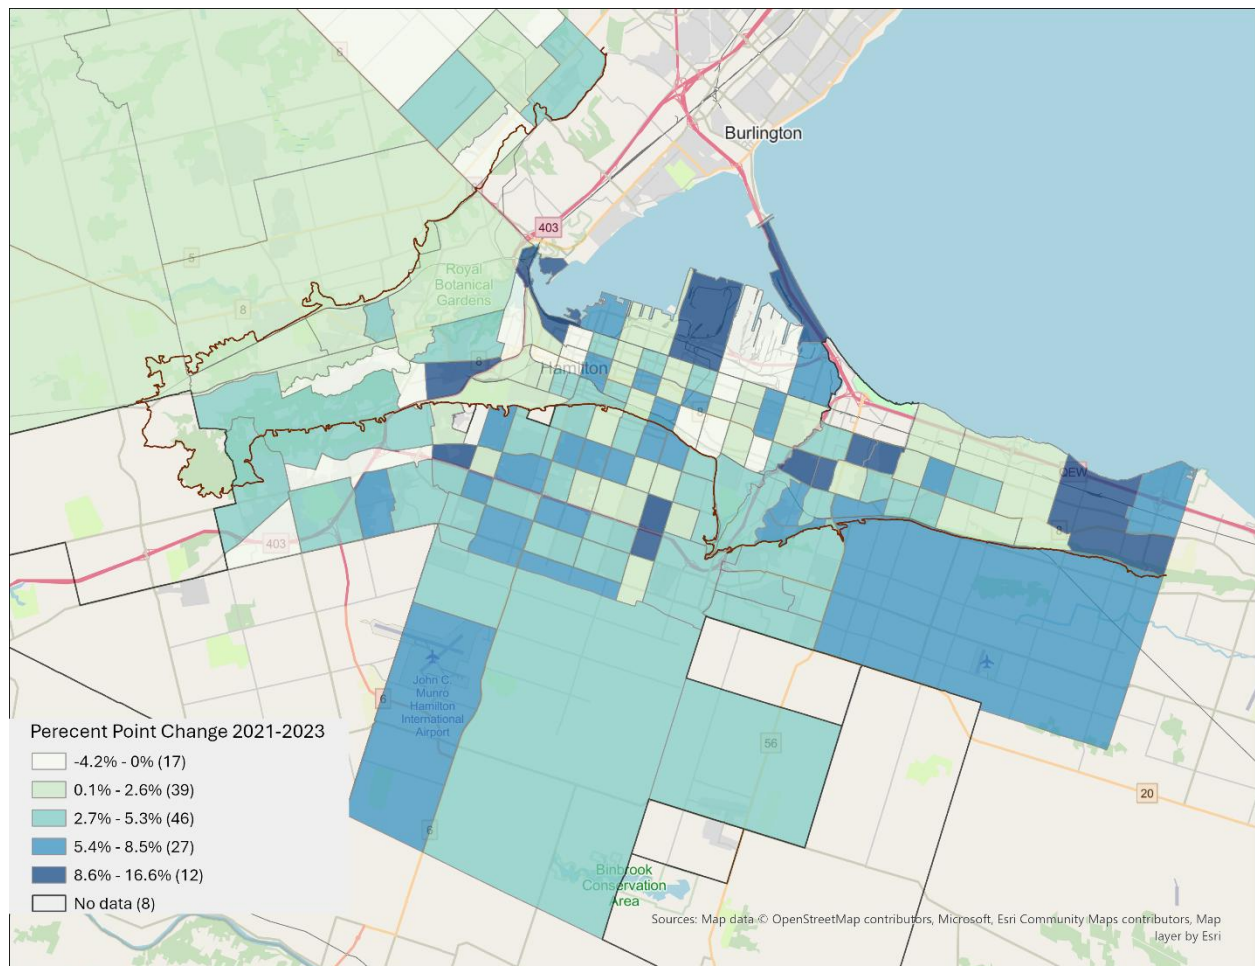 6
Burlington
403
Royal
Botanical
Gardens
5
8
8
Hamilton
8
QEW
8
403
John C.
Munro
Hamilton
International
Airport
6
56
20
6
Binbrook
Conservation
Area
Perecent Point Change 2021-2023
-4.2% - 0% (17)
0.1% - 2.6% (39)
2.7% - 5.3% (46)
5.4% - 8.5% (27)
8.6% - 16.6% (12)
No data (8)
Sources: Map data © OpenStreetMap contributors, Microsoft, Esri Community Maps contributors, Map
layer by Esri